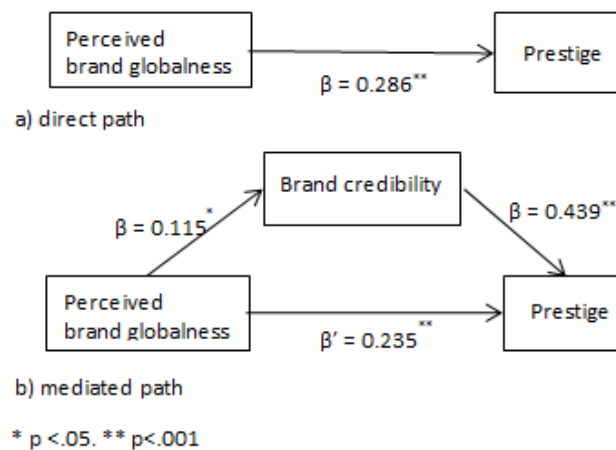 Perceived
brand globalness
Prestige
β = 0.286**
a) direct path
Brand credibility
β = 0.115*
β = 0.439**
Perceived
brand globalness
Prestige
β’ = 0.235**
b) mediated path
* p <.05. ** p<.001